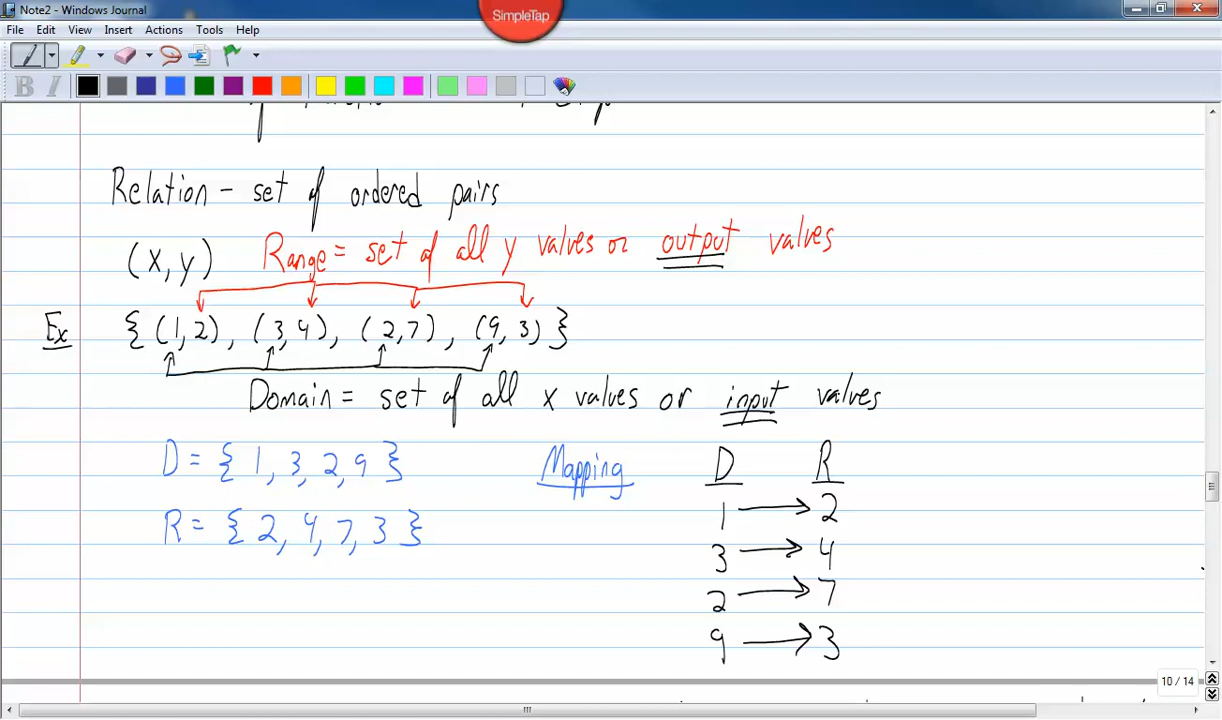 Note2 - Windows Journal
SimpleTap
File Edit View Insert Actions Tools Help
B I
Relation - set of ordered pairs
(x, y) Range = set of all y values or output values
Ex { (1, 2), (3, 4), (2, 7), (9, 3) }
Domain = set of all x values or input values
D = { 1, 3, 2, 9 } Mapping D R
1 → 2
R = { 2, 4, 7, 3 }
3 → 4
2 → 7
9 → 3
10 / 14